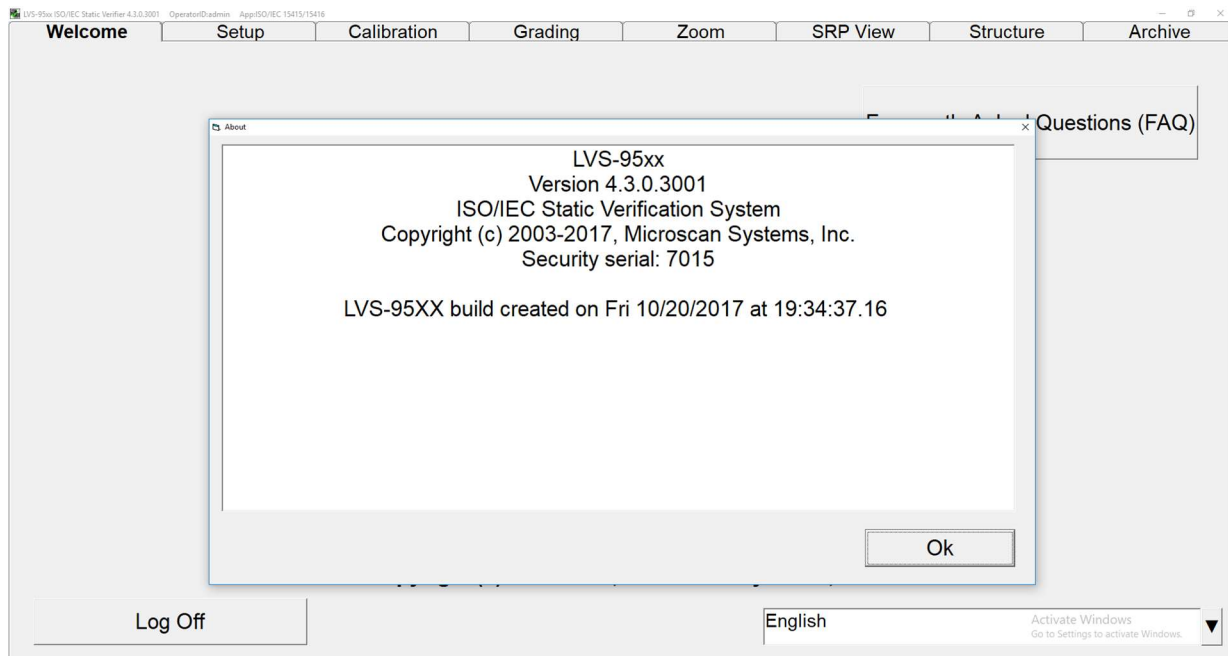 LVS-95xx ISO/IEC Static Verifier 4.3.0.3001 OperatorID:admin App:ISO/IEC 15415/15416
Welcome Setup Calibration Grading Zoom SRP View Structure Archive
Questions (FAQ)
About
LVS-95xx
Version 4.3.0.3001
ISO/IEC Static Verification System
Copyright (c) 2003-2017, Microscan Systems, Inc.
Security serial: 7015
LVS-95XX build created on Fri 10/20/2017 at 19:34:37.16
Ok
Log Off
English
Activate Windows
Go to Settings to activate Windows.